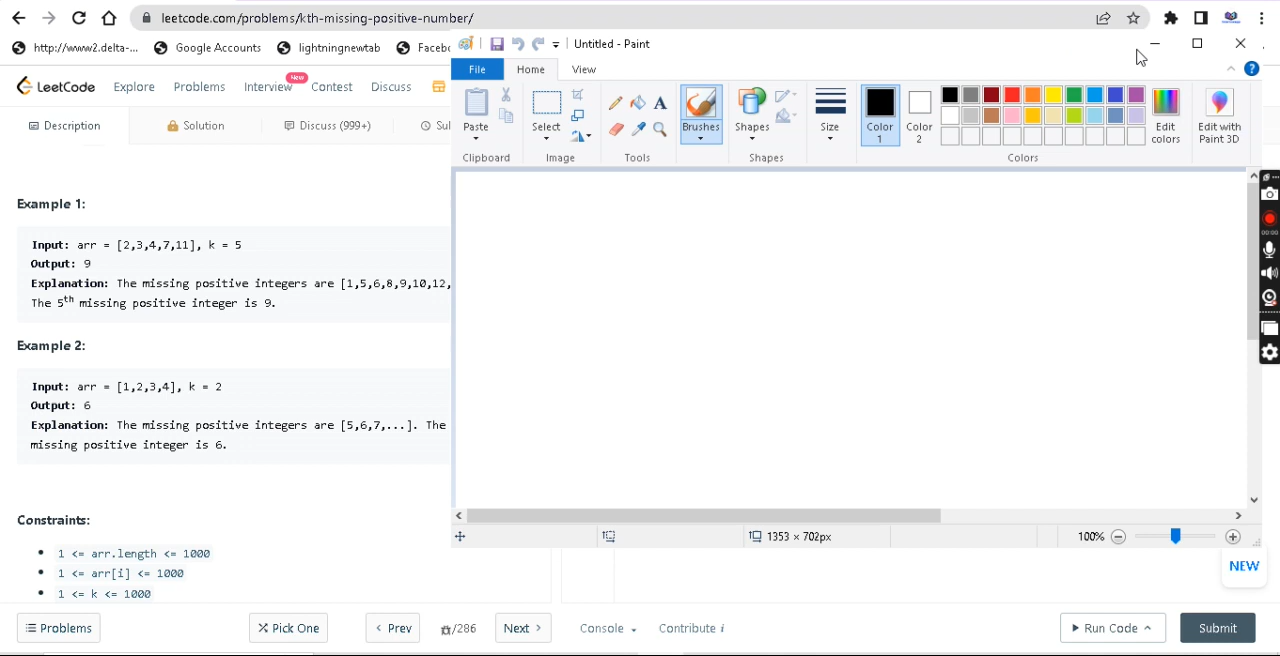 leetcode.com/problems/kth-missing-positive-number/
http://www2.delta-... Google Accounts lightningnewtab Facebo
Untitled - Paint
File Home View
LeetCode Explore Problems Interview New Contest Discuss
Paste Select Brushes Shapes Size Color 1 Color 2 Edit colors Edit with Paint 3D
Clipboard Image Tools Shapes Colors
Description Solution Discuss (999+) Sul
Example 1:
Input: arr = [2,3,4,7,11], k = 5
Output: 9
Explanation: The missing positive integers are [1,5,6,8,9,10,12,
The 5th missing positive integer is 9.
Example 2:
Input: arr = [1,2,3,4], k = 2
Output: 6
Explanation: The missing positive integers are [5,6,7,...]. The
missing positive integer is 6.
Constraints:
1 <= arr.length <= 1000
1 <= arr[i] <= 1000
1 <= k <= 1000
1353 × 702px 100%
NEW
Problems Pick One Prev /286 Next Console Contribute i Run Code Submit
00:00